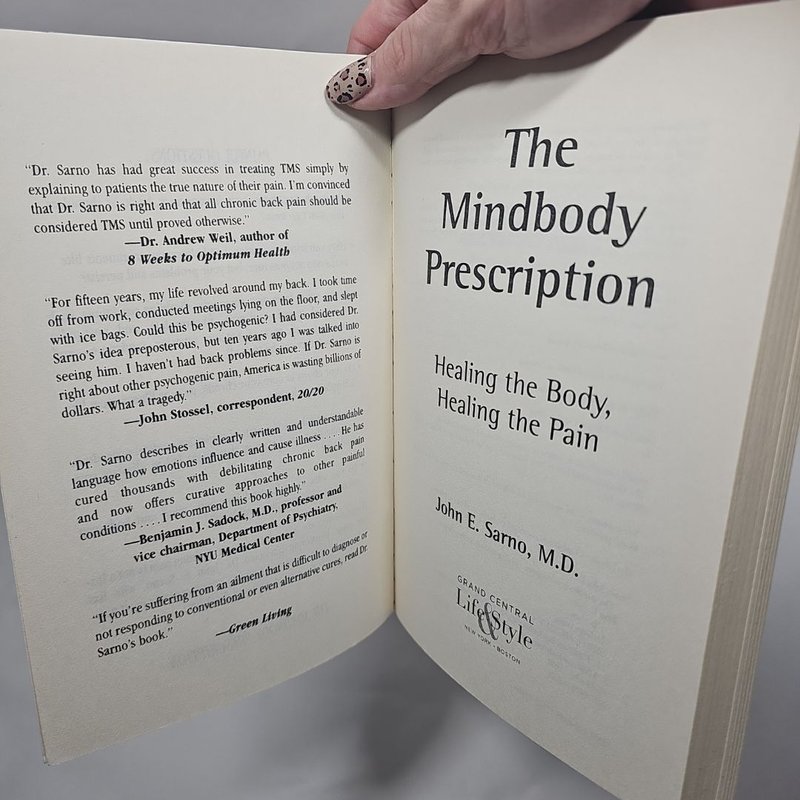 “Dr. Sarno has had great success in treating TMS simply by
explaining to patients the true nature of their pain. I’m convinced
that Dr. Sarno is right and that all chronic back pain should be
considered TMS until proved otherwise.”
—Dr. Andrew Weil, author of
8 Weeks to Optimum Health
“For fifteen years, my life revolved around my back. I took time
off from work, conducted meetings lying on the floor, and slept
with ice bags. Could this be psychogenic? I had considered Dr.
Sarno’s idea preposterous, but ten years ago I was talked into
seeing him. I haven’t had back problems since. If Dr. Sarno is
right about other psychogenic pain, America is wasting billions of
dollars. What a tragedy.”
—John Stossel, correspondent, 20/20
“Dr. Sarno describes in clearly written and understandable
language how emotions influence and cause illness . . . . He has
cured thousands with debilitating chronic back pain
and now offers curative approaches to other painful
conditions . . . . I recommend this book highly.”
—Benjamin J. Sadock, M.D., professor and
vice chairman, Department of Psychiatry,
NYU Medical Center
“If you’re suffering from an ailment that is difficult to diagnose or
not responding to conventional or even alternative cures, read Dr.
Sarno’s book.”
—Green Living
The
Mindbody
Prescription
Healing the Body,
Healing the Pain
John E. Sarno, M.D.
GRAND CENTRAL
Life & Style
NEW YORK • BOSTON